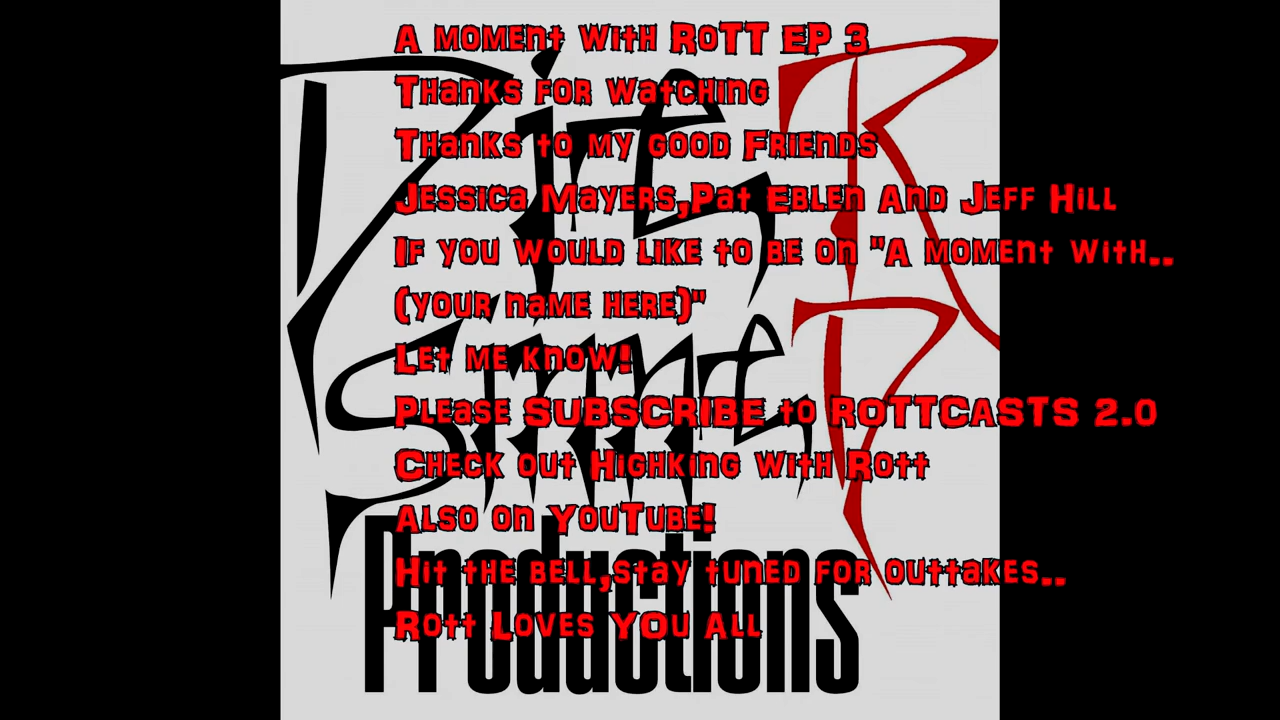 A moment with RoTT EP 3
Thanks for watching
Thanks to my good Friends
Jessica Mayers,Pat Eblen And Jeff Hill
If you would like to be on "A moment with..
(your name here)"
Let me know!
Please SUBSCRIBE to ROTTCASTS 2.0
Check out Highking with Rott
Also on YouTube!
Hit the bell,stay tuned for outtakes..
Rott Loves YOu All
R
P
Productions